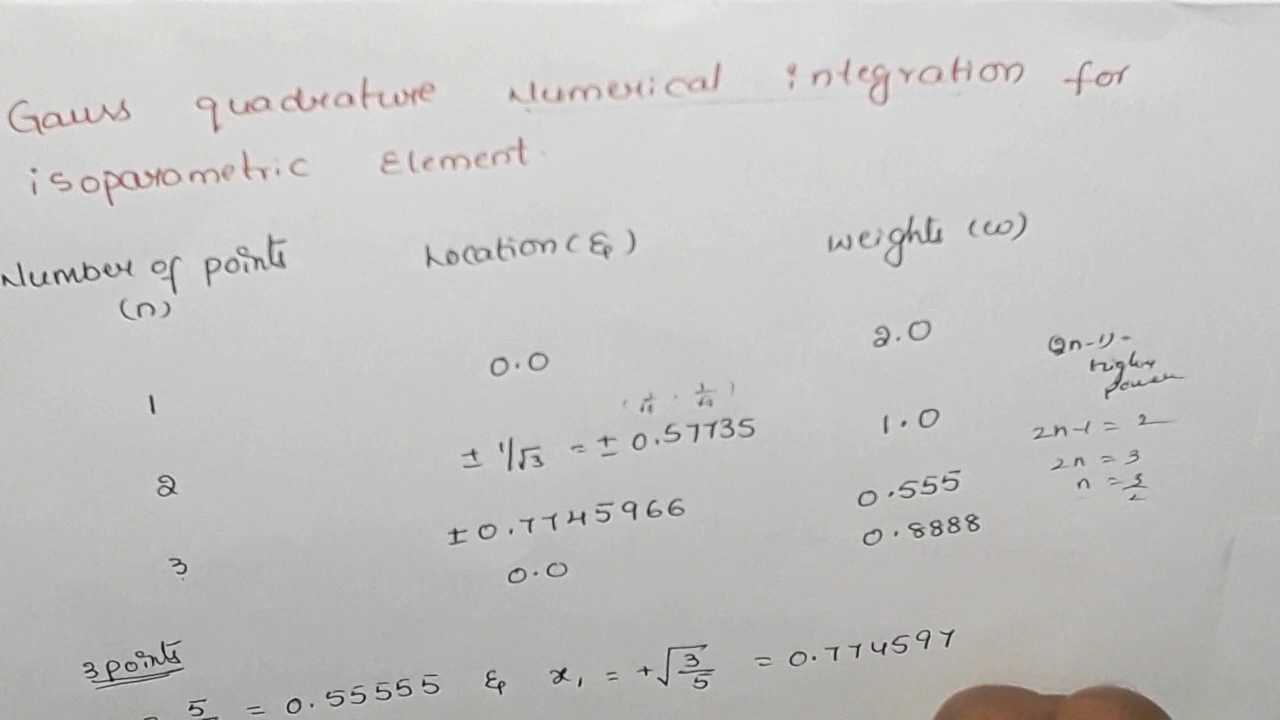 Gauss quadrature Numerical integration for
isoparametric Element
Number of points Location (ξ) weights (w)
(n)
1 0.0 2.0
(2n-1) -
higher
power
2 ± 1/√3 = ± 0.57735 1.0
2n-1 = 2
2n = 3
n = 3/2
3 ±0.7745966 0.555
0.0 0.8888
3 points
5 = 0.55555 & x₁ = +√3/5 = 0.774597